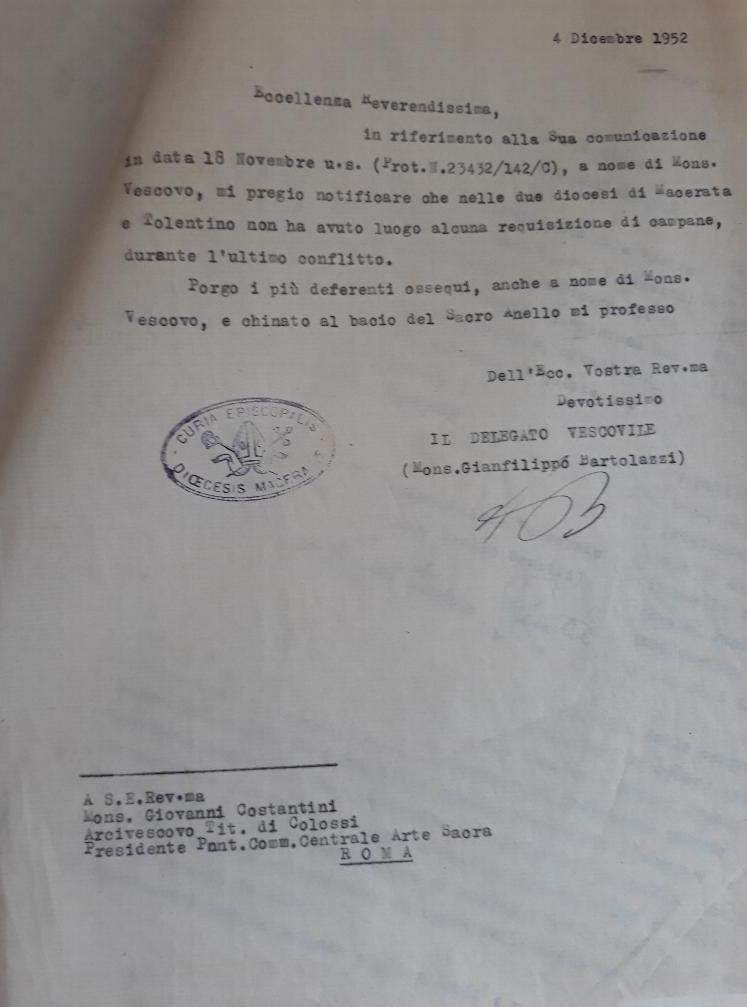 4 Dicembre 1952
Eccellenza Reverendissima,
in riferimento alla Sua comunicazione
in data 18 Novembre u.s. (Prot.N.23432/142/C), a nome di Mons.
Vescovo, mi pregio notificare che nelle due diocesi di Macerata
e Tolentino non ha avuto luogo alcuna requisizione di campane,
durante l'ultimo conflitto.
Porgo i più deferenti ossequi, anche a nome di Mons.
Vescovo, e chinato al bacio del Sacro Anello mi professo
Dell'Ecc. Vostra Rev.ma
Devotissimo
IL DELEGATO VESCOVILE
(Mons.Gianfilippo Bartolazzi)
CURIA EPISCOPALIS
DIŒCESIS
A S.E.Rev.ma
Mons. Giovanni Costantini
Arcivescovo Tit. di Colossi
Presidente Pont.Comm.Centrale Arte Sacra
R O M A